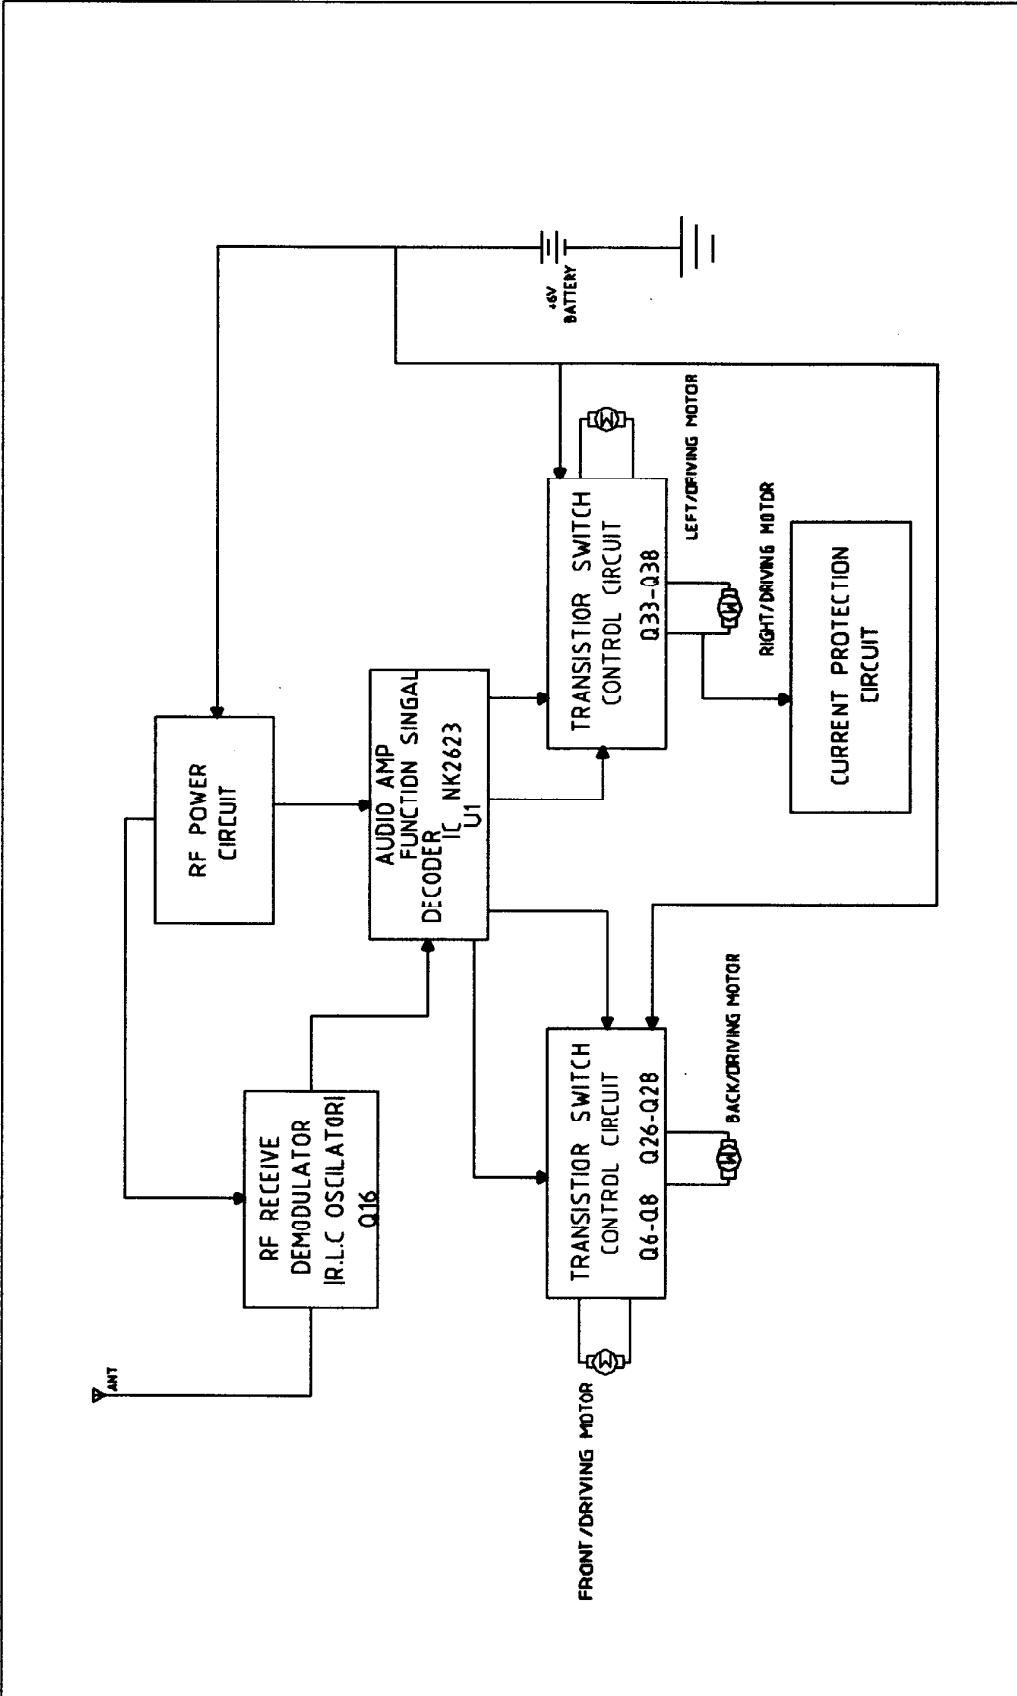 ANT
RF RECEIVE
DEMODULATOR
(R.L.C OSCILATOR)
Q16
RF POWER
CIRCUIT
AUDIO AMP
FUNCTION SINGAL
DECODER
IC NK2623
U1
+6V
BATTERY
FRONT/DRIVING MOTOR
TRANSISTIOR SWITCH
CONTROL CIRCUIT
Q6-Q8 Q26-Q28
M
M
BACK/DRIVING MOTOR
TRANSISTIOR SWITCH
CONTROL CIRCUIT
Q33-Q38
M
LEFT/DRIVING MOTOR
M
RIGHT/DRIVING MOTOR
CURRENT PROTECTION
CIRCUIT